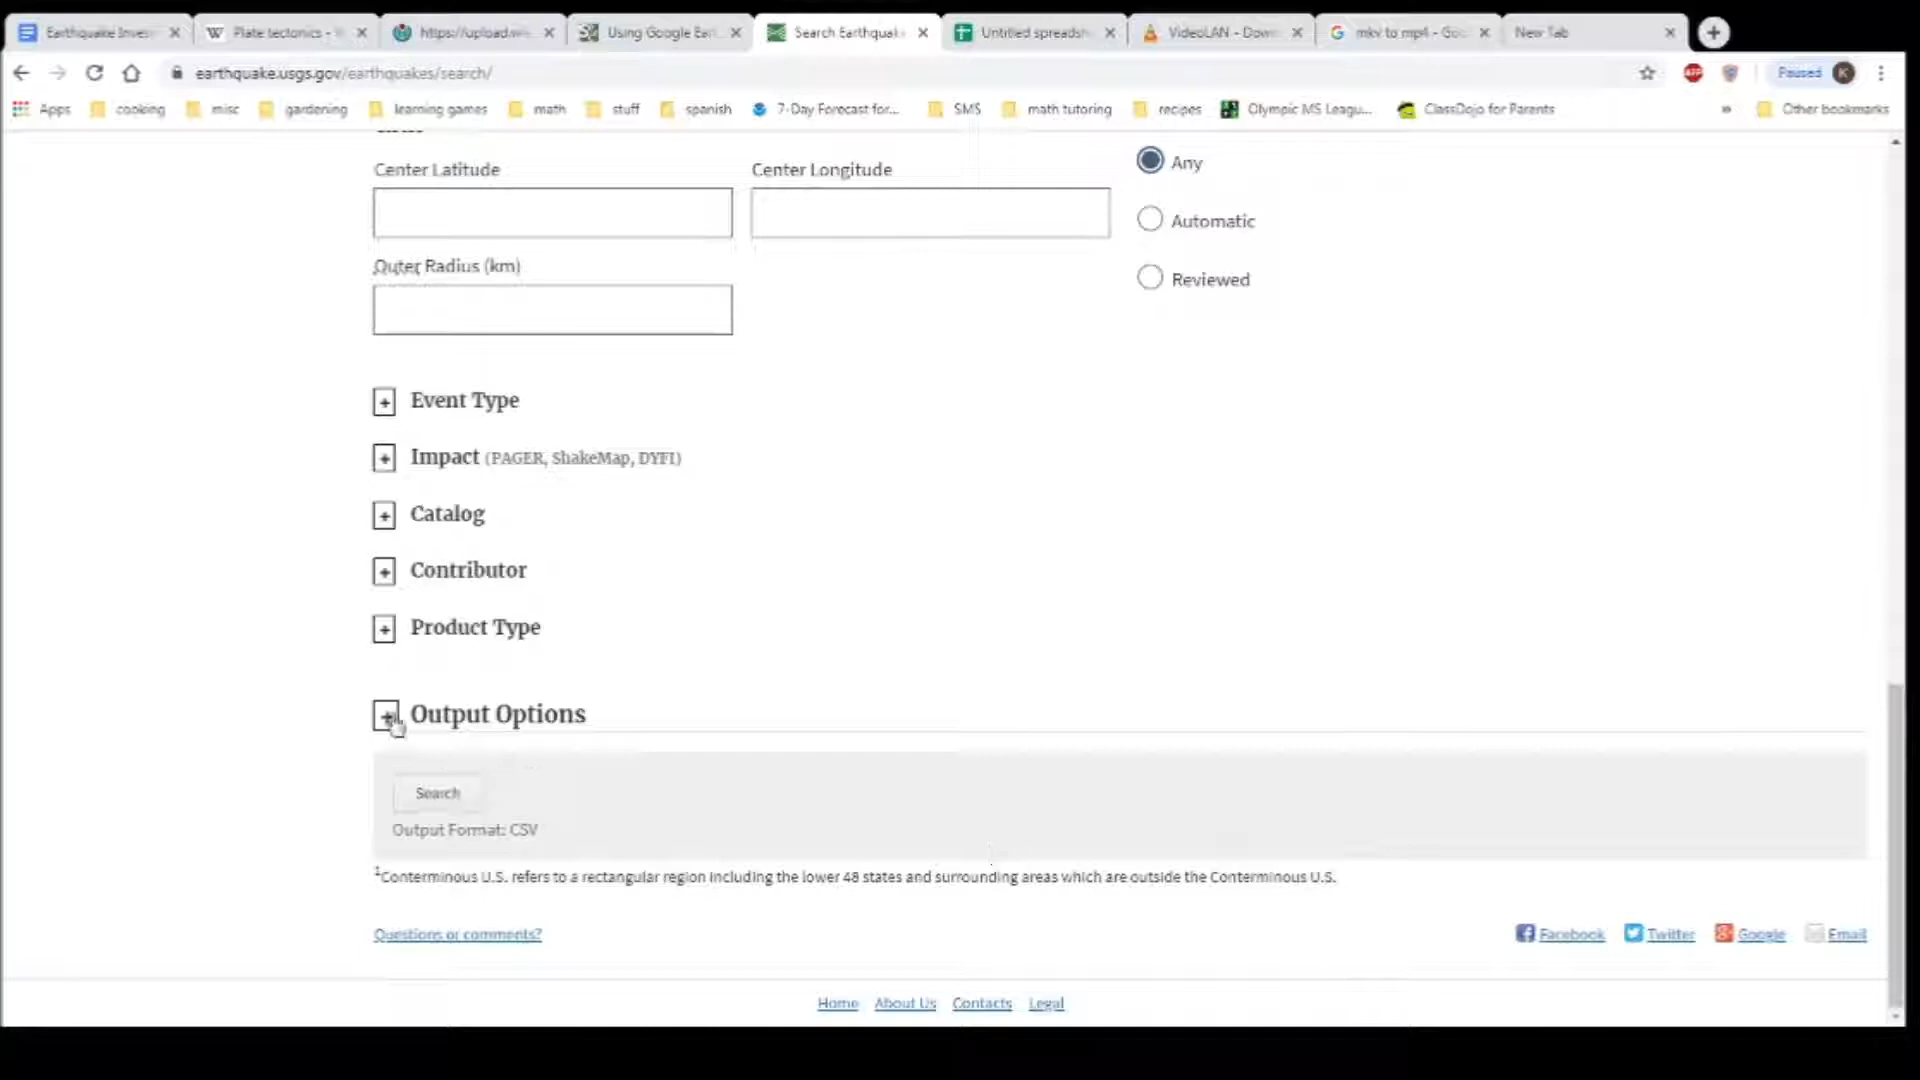 Earthquake Inves
Plate tectonics -
https://upload.wi
Using Google Ear
Search Earthquak
Untitled spreadsh
VideoLAN - Down
mkv to mp4 - Goo
New Tab
earthquake.usgs.gov/earthquakes/search/
Paused
K
Apps
cooking
misc
gardening
learning games
math
stuff
spanish
7-Day Forecast for...
SMS
math tutoring
recipes
Olympic MS Leagu...
ClassDojo for Parents
»
Other bookmarks
Center Latitude
Center Longitude
Any
Automatic
Outer Radius (km)
Reviewed
+ Event Type
+ Impact (PAGER, ShakeMap, DYFI)
+ Catalog
+ Contributor
+ Product Type
+ Output Options
Search
Output Format: CSV
1Conterminous U.S. refers to a rectangular region including the lower 48 states and surrounding areas which are outside the Conterminous U.S.
Questions or comments?
Facebook
Twitter
Google
Email
Home
About Us
Contacts
Legal